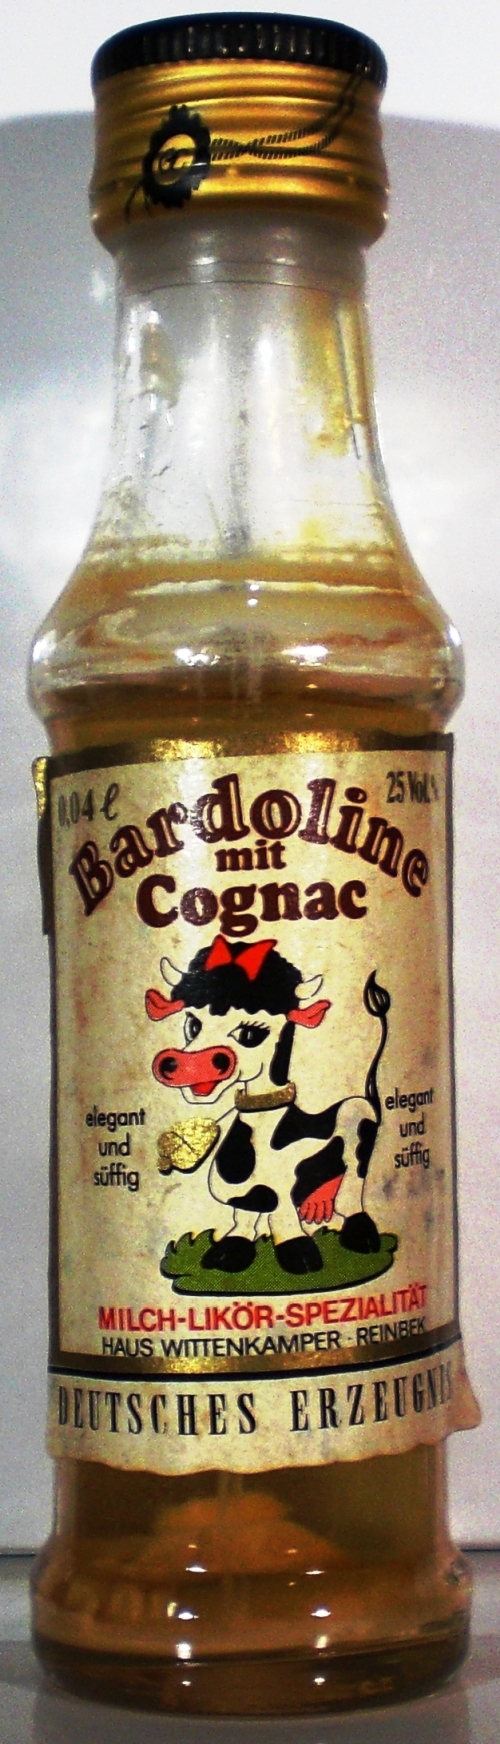 0,04 ℓ
25 Vol.%
Bardoline
mit
Cognac
elegant
und
süffig
elegant
und
süffig
MILCH-LIKÖR-SPEZIALITÄT
HAUS WITTENKAMPER · REINBEK
DEUTSCHES ERZEUGNIS